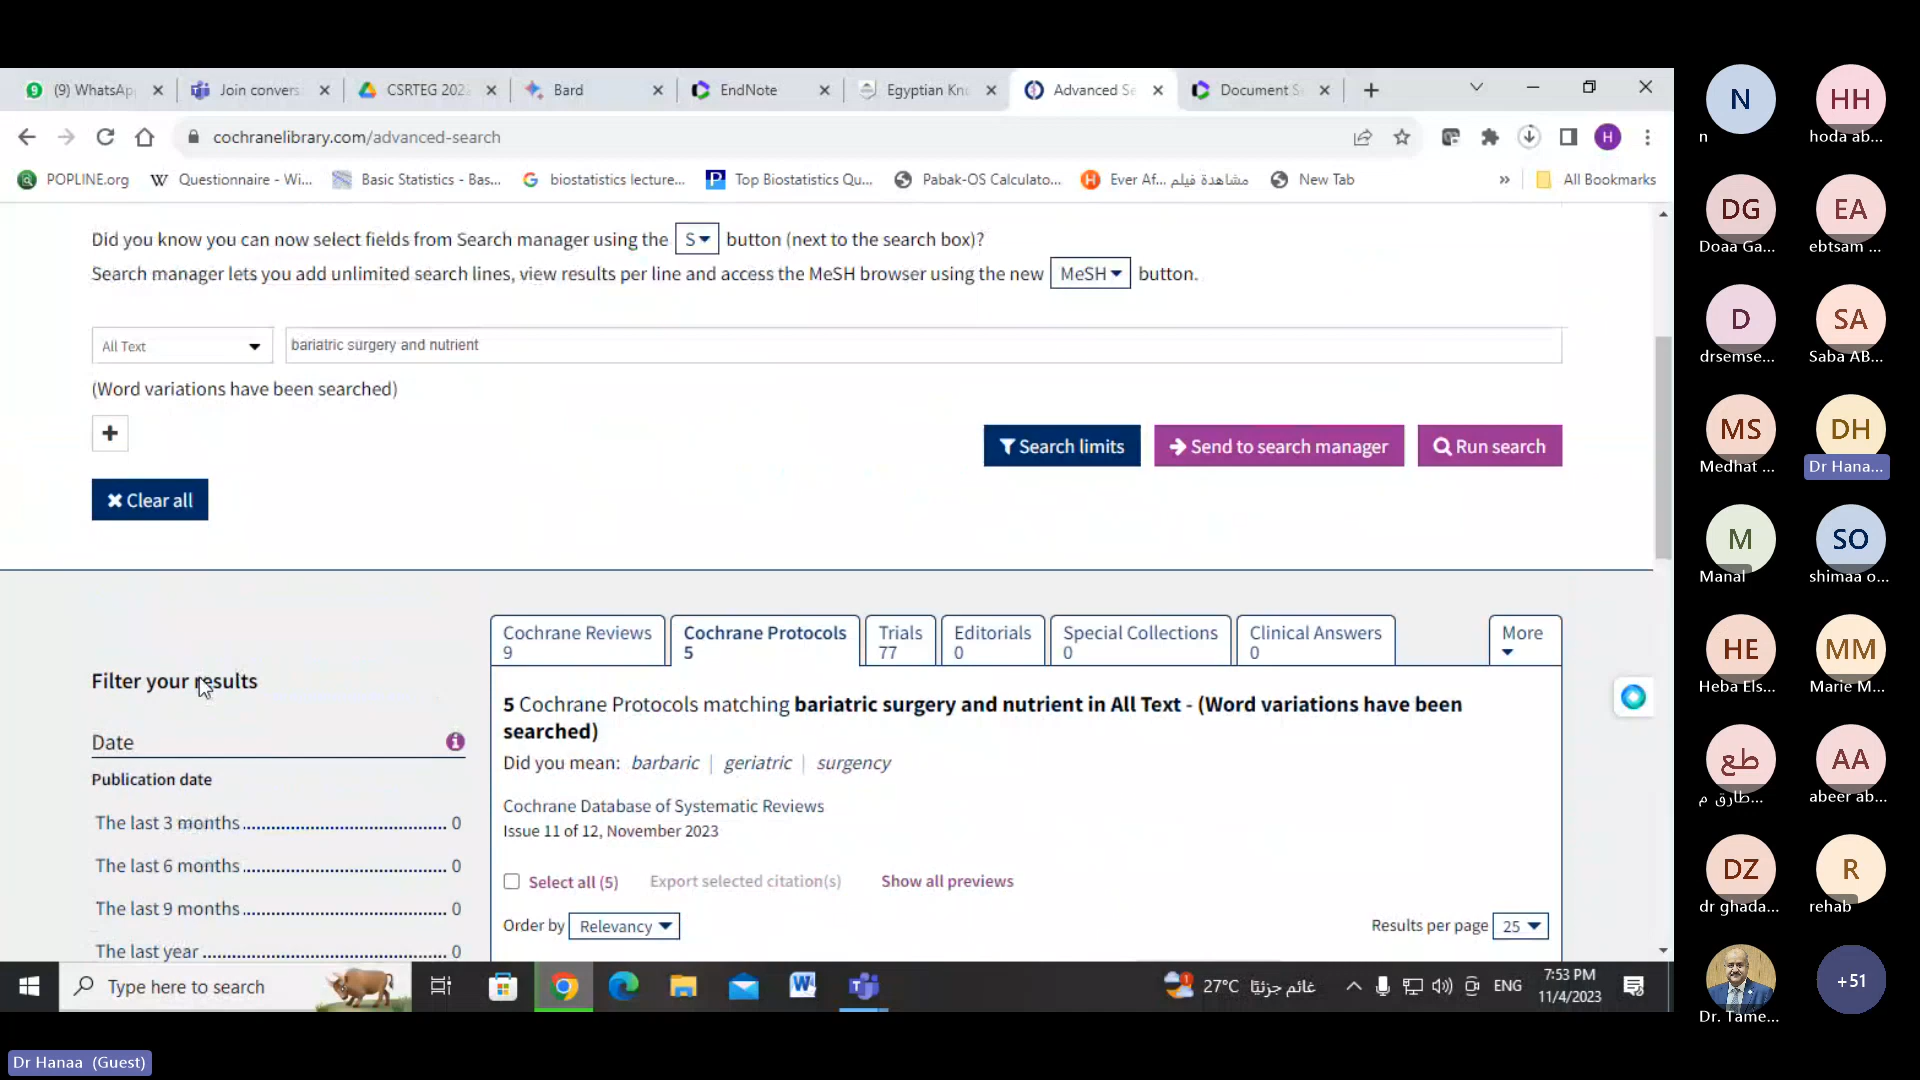 (9) WhatsAp
Join convers
CSRTEG 202
Bard
EndNote
Egyptian Kn
Advanced Se
Document S
cochranelibrary.com/advanced-search
H
POPLINE.org
Questionnaire - Wi...
Basic Statistics - Bas...
biostatistics lecture...
Top Biostatistics Qu...
Pabak-OS Calculato...
Ever Af... مشاهدة فيلم
New Tab
All Bookmarks
Did you know you can now select fields from Search manager using the S button (next to the search box)?
Search manager lets you add unlimited search lines, view results per line and access the MeSH browser using the new MeSH button.
All Text
bariatric surgery and nutrient
(Word variations have been searched)
+
Search limits
Send to search manager
Run search
Clear all
Filter your results
Date
Publication date
The last 3 months 0
The last 6 months 0
The last 9 months 0
The last year 0
Cochrane Reviews
9
Cochrane Protocols
5
Trials
77
Editorials
0
Special Collections
0
Clinical Answers
0
More
5 Cochrane Protocols matching bariatric surgery and nutrient in All Text - (Word variations have been
searched)
Did you mean: barbaric | geriatric | surgency
Cochrane Database of Systematic Reviews
Issue 11 of 12, November 2023
Select all (5)
Export selected citation(s)
Show all previews
Order by Relevancy
Results per page 25
Type here to search
27°C غائم جزئيًا
ENG
7:53 PM
11/4/2023
Dr Hanaa (Guest)
N
n
HH
hoda ab...
DG
Doaa Ga...
EA
ebtsam ...
D
drsemse...
SA
Saba AB...
MS
Medhat ...
DH
Dr Hana...
M
Manal
SO
shimaa o...
HE
Heba Els...
MM
Marie M...
طع
طارق م...
AA
abeer ab...
DZ
dr ghada...
R
rehab
Dr. Tame...
+51